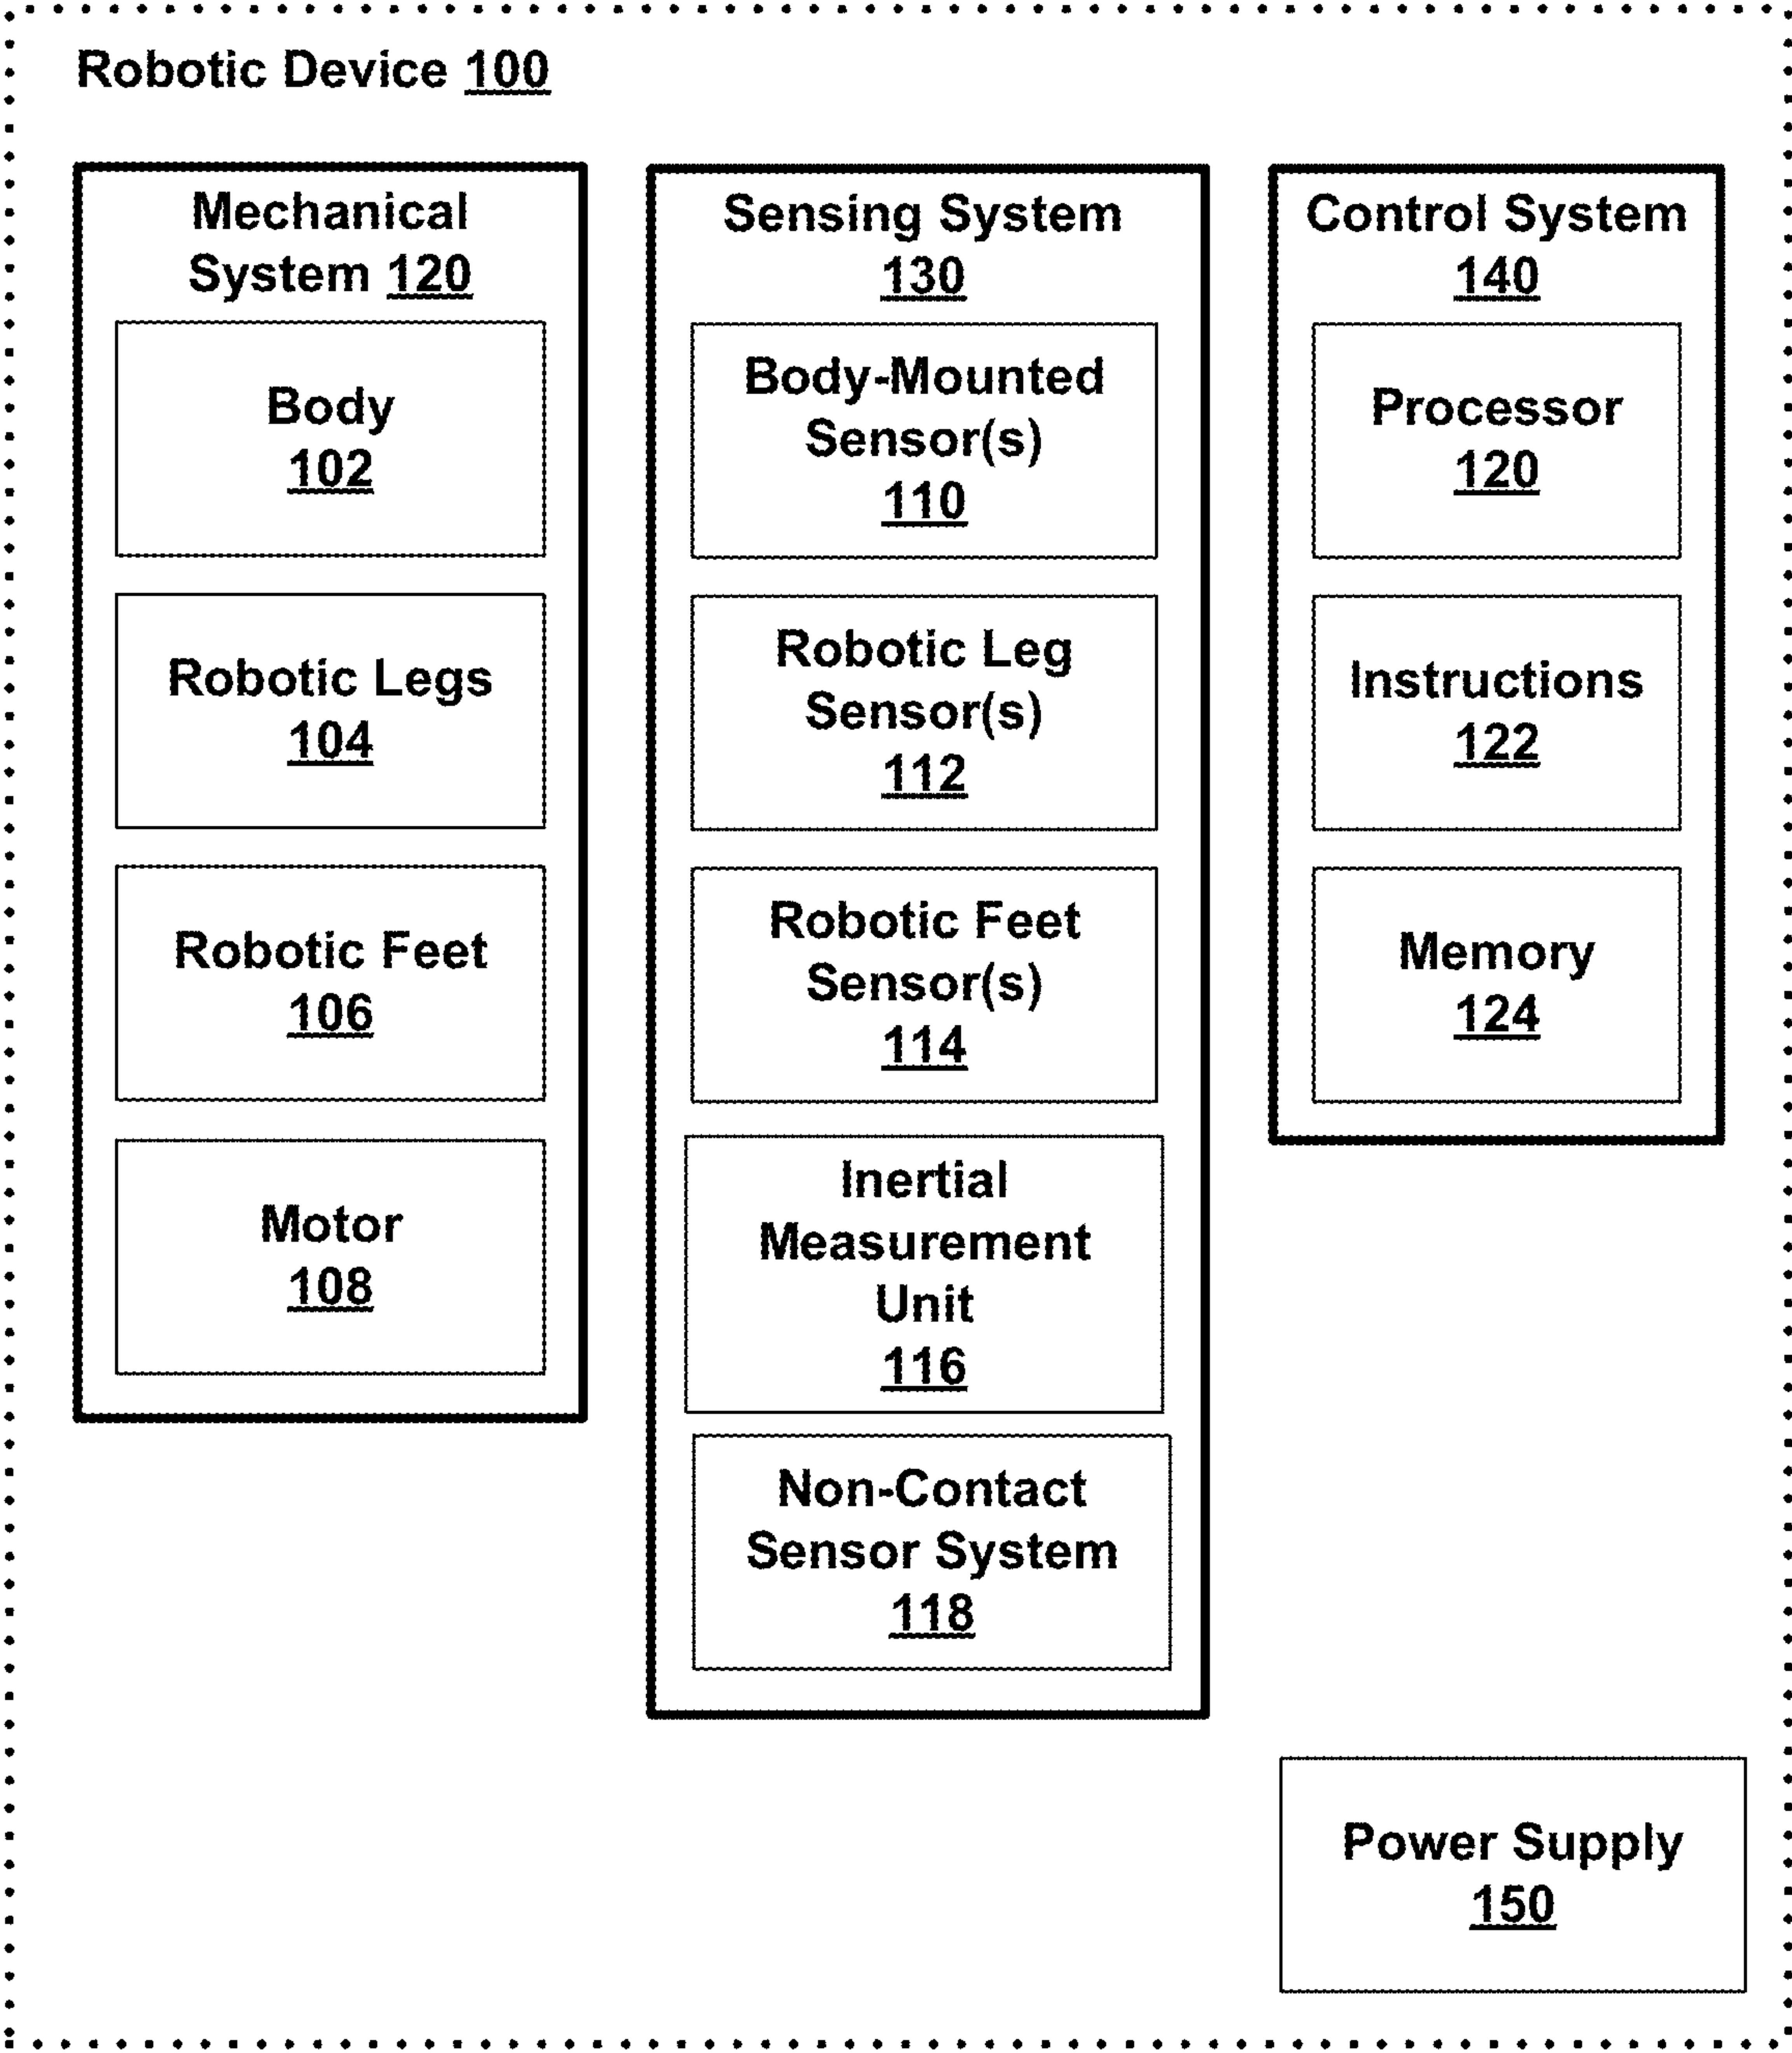 Robotic Device 100
Mechanical
System 120
Body
102
Robotic Legs
104
Robotic Feet
106
Motor
108
Sensing System
130
Body-Mounted
Sensor(s)
110
Robotic Leg
Sensor(s)
112
Robotic Feet
Sensor(s)
114
Inertial
Measurement
Unit
116
Non-Contact
Sensor System
118
Control System
140
Processor
120
Instructions
122
Memory
124
Power Supply
150